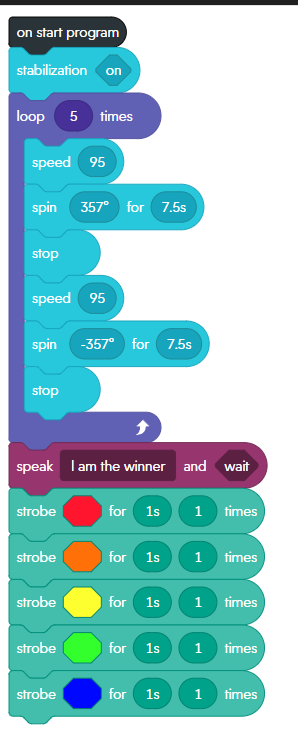 on start program
stabilization on
loop 5 times
speed 95
spin 357° for 7.5s
stop
speed 95
spin -357° for 7.5s
stop
speak I am the winner and wait
strobe for 1s 1 times
strobe for 1s 1 times
strobe for 1s 1 times
strobe for 1s 1 times
strobe for 1s 1 times